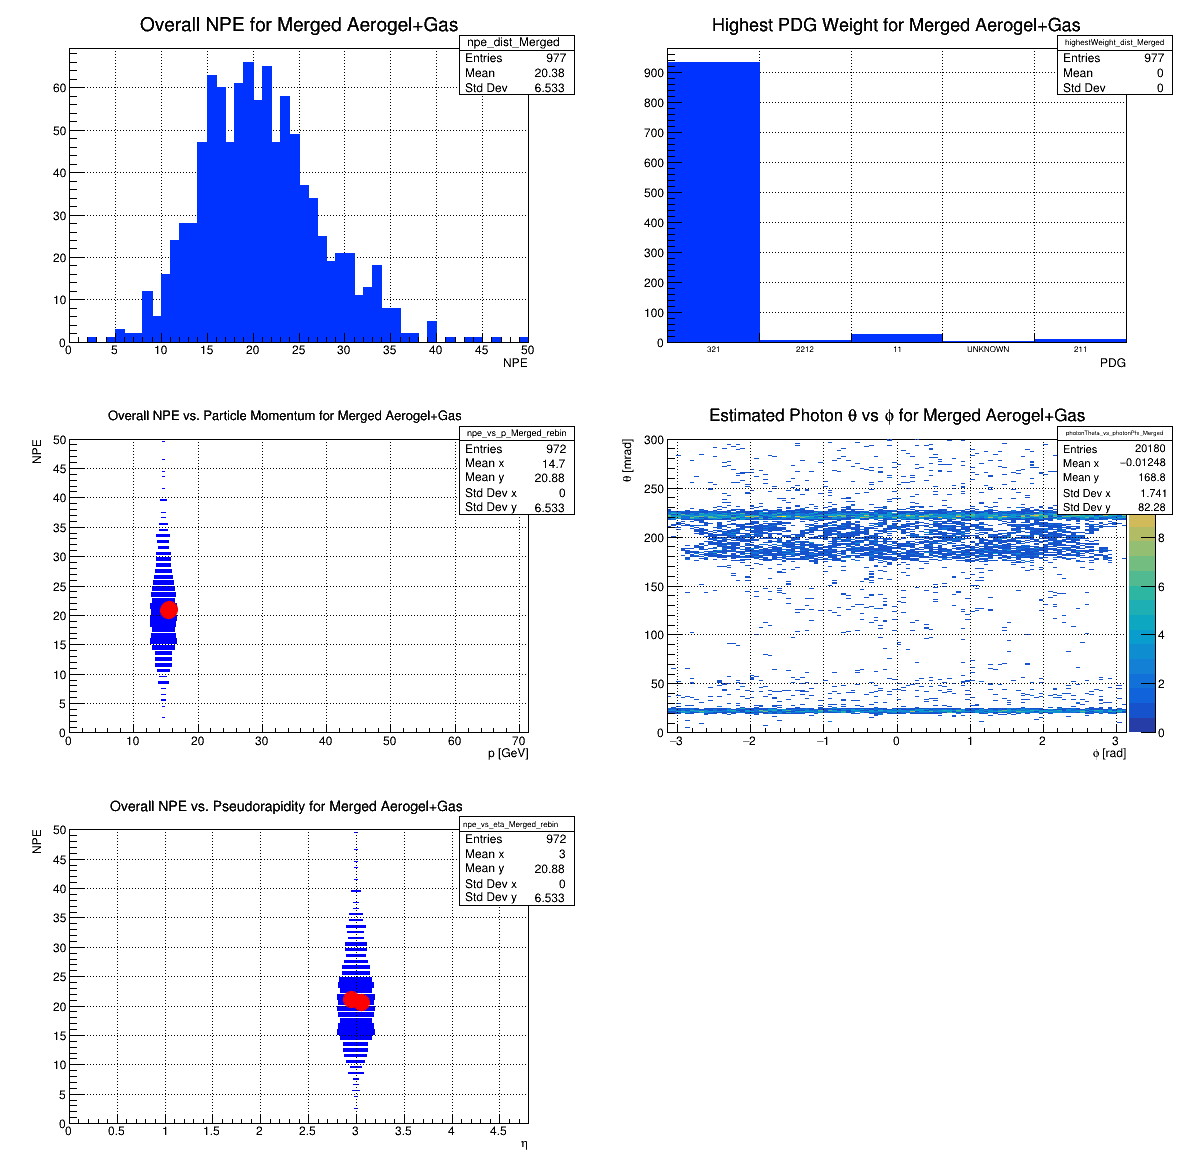 Overall NPE for Merged Aerogel+Gas
npe_dist_Merged
Entries 977
Mean 20.38
Std Dev 6.533
60
50
40
30
20
10
0
0 5 10 15 20 25 30 35 40 45 50
NPE
Highest PDG Weight for Merged Aerogel+Gas
highestWeight_dist_Merged
Entries 977
Mean 0
Std Dev 0
900
800
700
600
500
400
300
200
100
0
321 2212 11 UNKNOWN 211
PDG
Overall NPE vs. Particle Momentum for Merged Aerogel+Gas
npe_vs_p_Merged_rebin
Entries 972
Mean x 14.7
Mean y 20.88
Std Dev x 0
Std Dev y 6.533
NPE
50
45
40
35
30
25
20
15
10
5
0
0 10 20 30 40 50 60 70
p [GeV]
Estimated Photon θ vs ϕ for Merged Aerogel+Gas
photonTheta_vs_photonPhi_Merged
Entries 20180
Mean x −0.01248
Mean y 168.8
Std Dev x 1.741
Std Dev y 82.28
θ [mrad]
300
250
200
150
100
50
0
−3 −2 −1 0 1 2 3
ϕ [rad]
8
6
4
2
0
Overall NPE vs. Pseudorapidity for Merged Aerogel+Gas
npe_vs_eta_Merged_rebin
Entries 972
Mean x 3
Mean y 20.88
Std Dev x 0
Std Dev y 6.533
NPE
50
45
40
35
30
25
20
15
10
5
0
0 0.5 1 1.5 2 2.5 3 3.5 4 4.5
η